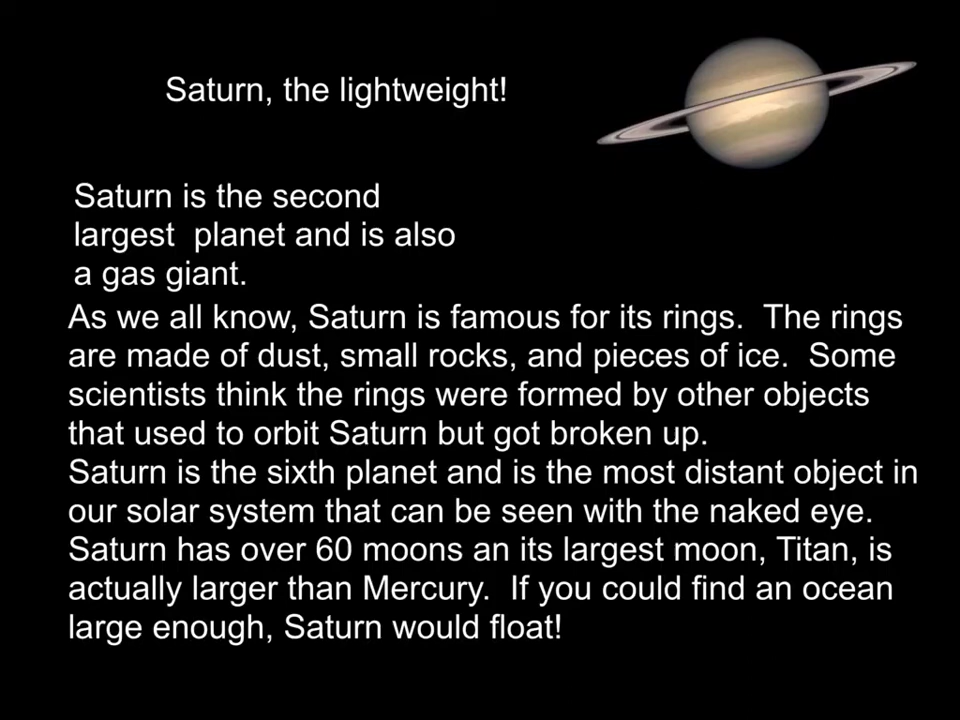 Saturn, the lightweight!
Saturn is the second
largest  planet and is also
a gas giant.
As we all know, Saturn is famous for its rings.  The rings
are made of dust, small rocks, and pieces of ice.  Some
scientists think the rings were formed by other objects
that used to orbit Saturn but got broken up.
Saturn is the sixth planet and is the most distant object in
our solar system that can be seen with the naked eye.
Saturn has over 60 moons an its largest moon, Titan, is
actually larger than Mercury.  If you could find an ocean
large enough, Saturn would float!